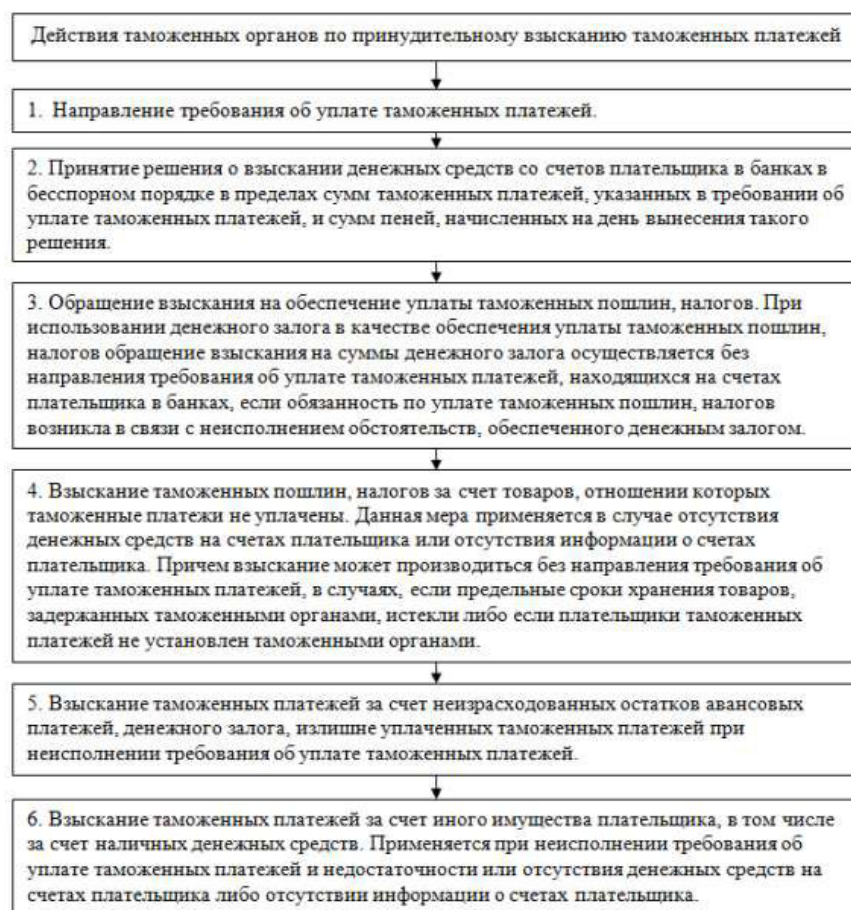 Действия таможенных органов по принудительному взысканию таможенных платежей
1. Направление требования об уплате таможенных платежей.
2. Принятие решения о взыскании денежных средств со счетов плательщика в банках в
бесспорном порядке в пределах сумм таможенных платежей, указанных в требовании об
уплате таможенных платежей, и сумм пеней, начисленных на день вынесения такого
решения.
3. Обращение взыскания на обеспечение уплаты таможенных пошлин, налогов. При
использовании денежного залога в качестве обеспечения уплаты таможенных пошлин,
налогов обращение взыскания на суммы денежного залога осуществляется без
направления требования об уплате таможенных платежей, находящихся на счетах
плательщика в банках, если обязанность по уплате таможенных пошлин, налогов
возникла в связи с неисполнением обстоятельств, обеспеченного денежным залогом.
4. Взыскание таможенных пошлин, налогов за счет товаров, отношении которых
таможенные платежи не уплачены. Данная мера применяется в случае отсутствия
денежных средств на счетах плательщика или отсутствия информации о счетах
плательщика. Причем взыскание может производиться без направления требования об
уплате таможенных платежей, в случаях, если предельные сроки хранения товаров,
задержанных таможенными органами, истекли либо если плательщики таможенных
платежей не установлен таможенными органами.
5. Взыскание таможенных платежей за счет неизрасходованных остатков авансовых
платежей, денежного залога, излишне уплаченных таможенных платежей при
неисполнении требования об уплате таможенных платежей.
6. Взыскание таможенных платежей за счет иного имущества плательщика, в том числе
за счет наличных денежных средств. Применяется при неисполнении требования об
уплате таможенных платежей и недостаточности или отсутствия денежных средств на
счетах плательщика либо отсутствии информации о счетах плательщика.